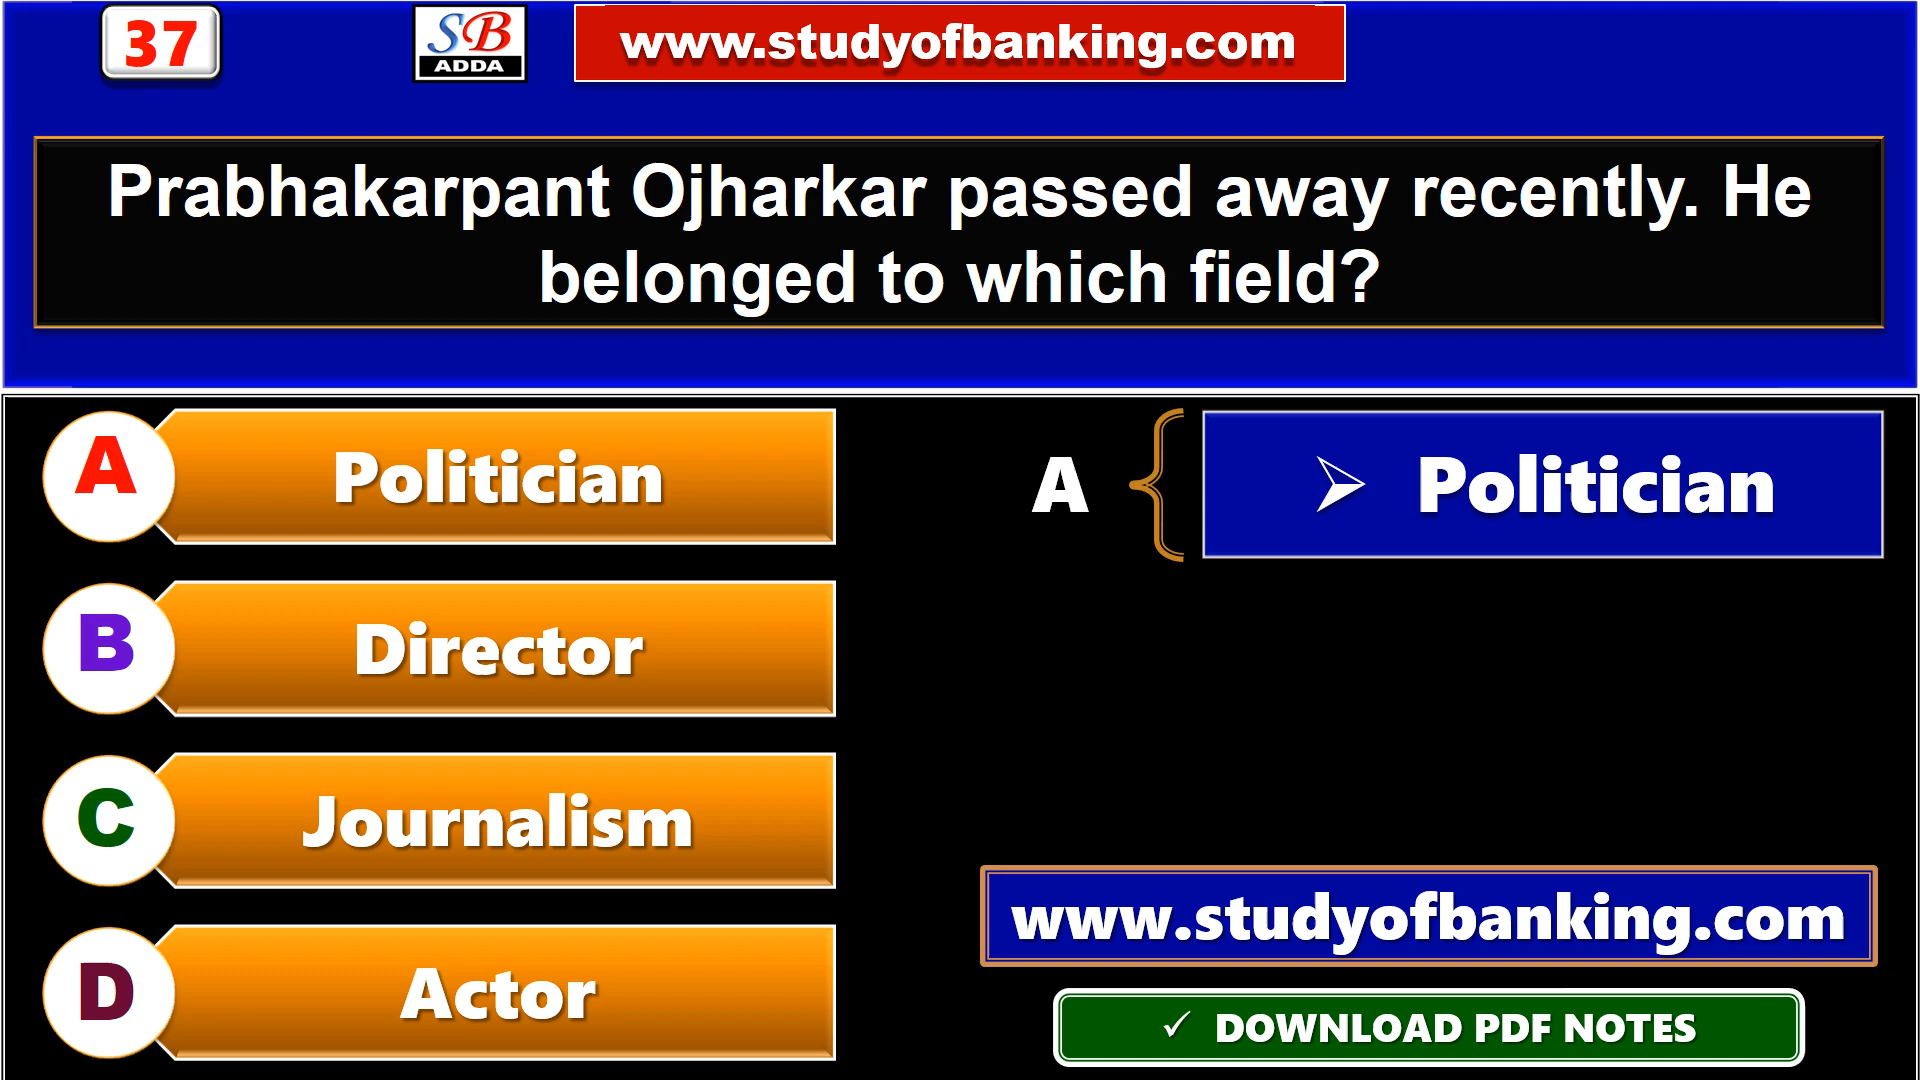 37
SB
ADDA
www.studyofbanking.com
Prabhakarpant Ojharkar passed away recently. He
belonged to which field?
A
Politician
B
Director
C
Journalism
D
Actor
A
Politician
www.studyofbanking.com
DOWNLOAD PDF NOTES